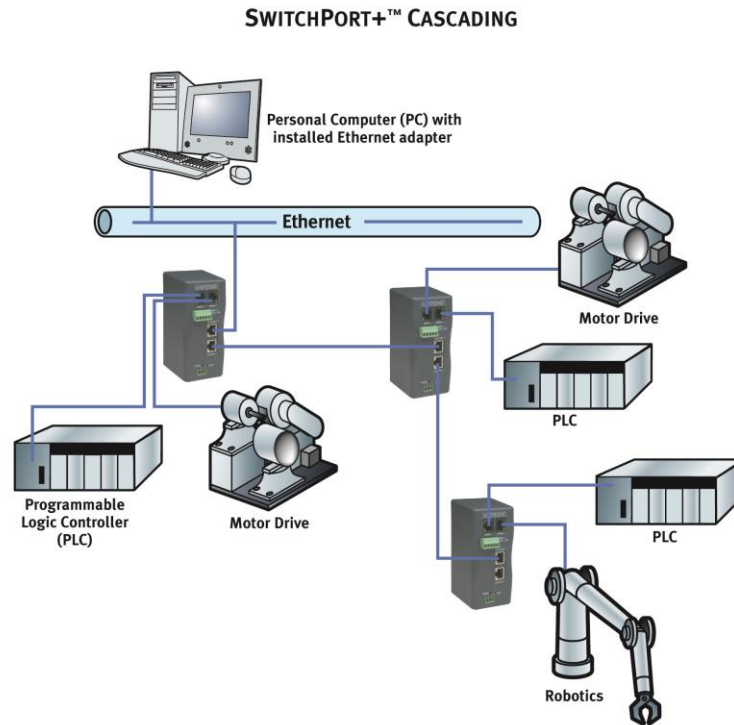 SWITCHPORT+™ CASCADING
Personal Computer (PC) with
installed Ethernet adapter
Ethernet
Motor Drive
PLC
Programmable
Logic Controller
(PLC)
Motor Drive
PLC
Robotics